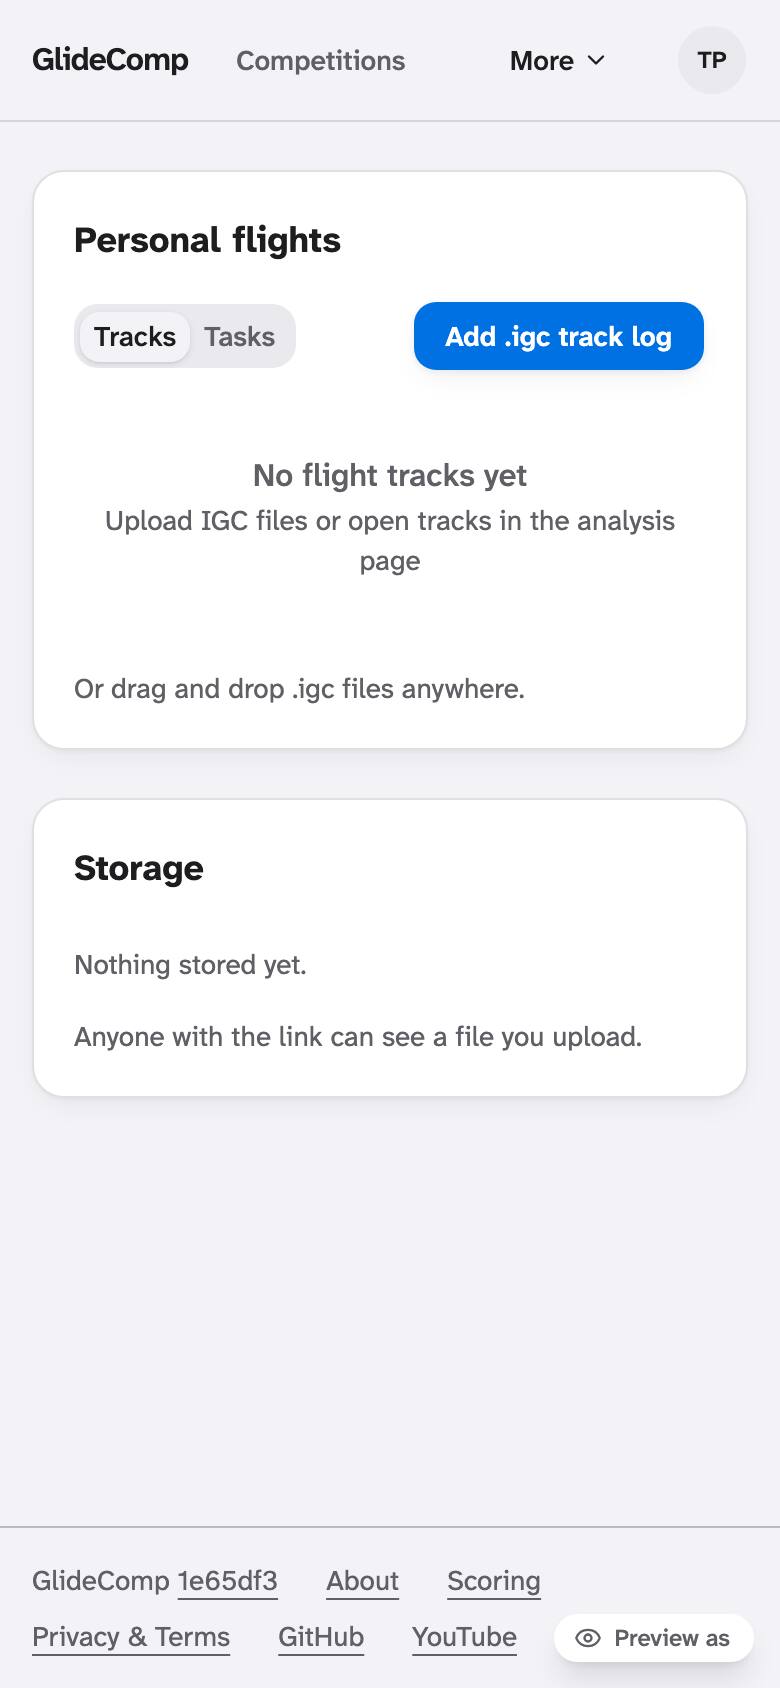 GlideComp Competitions More TP
Personal flights
Tracks Tasks Add .igc track log
No flight tracks yet
Upload IGC files or open tracks in the analysis
page
Or drag and drop .igc files anywhere.
Storage
Nothing stored yet.
Anyone with the link can see a file you upload.
GlideComp 1e65df3 About Scoring
Privacy & Terms GitHub YouTube Preview as